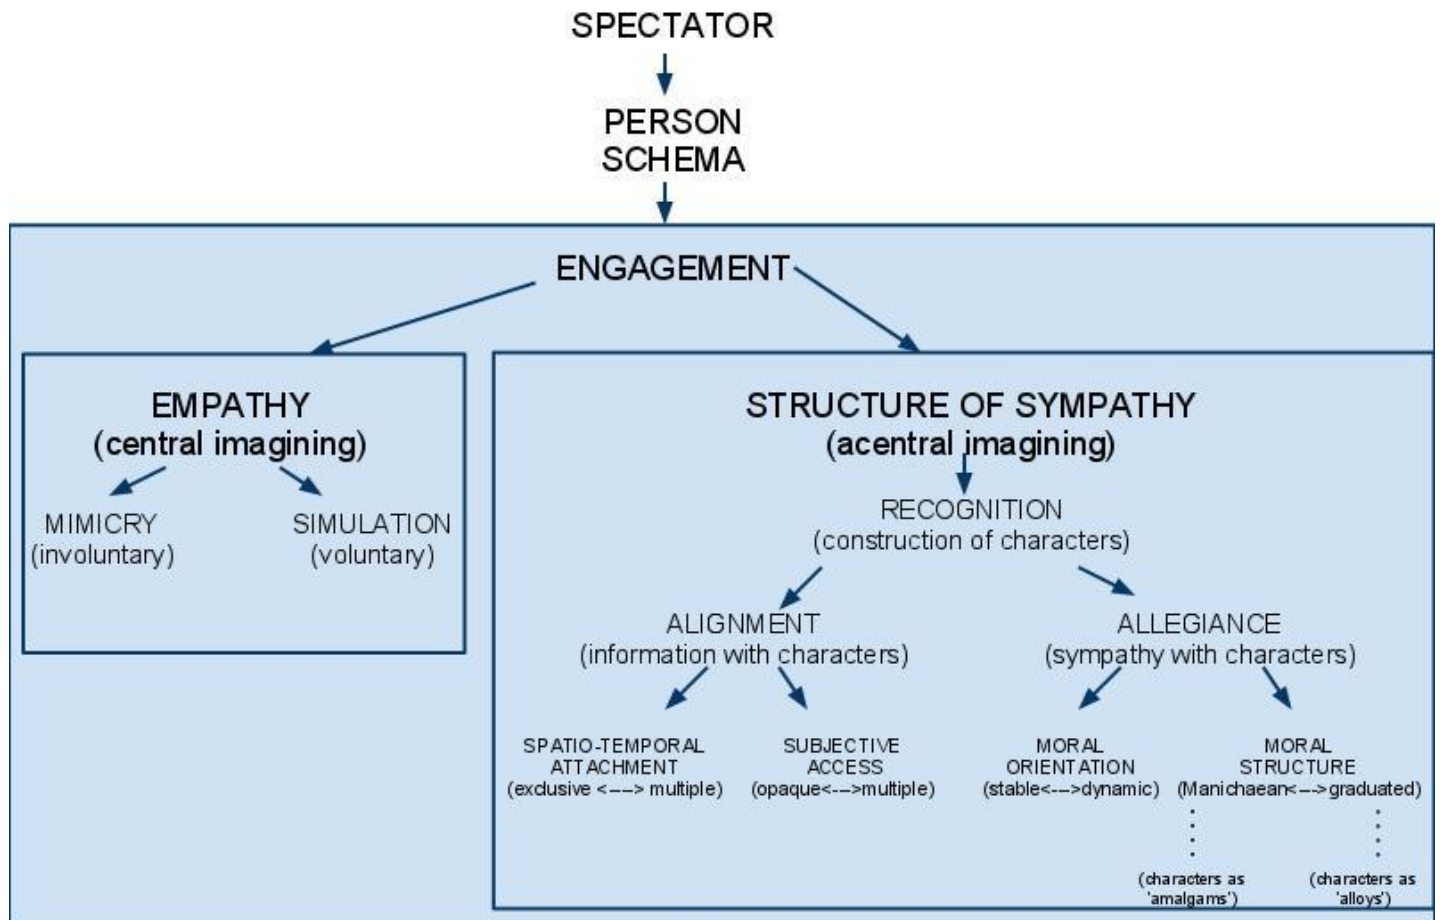 SPECTATOR
PERSON
SCHEMA
ENGAGEMENT
EMPATHY
(central imagining)
MIMICRY
(involuntary)
SIMULATION
(voluntary)
STRUCTURE OF SYMPATHY
(acentral imagining)
RECOGNITION
(construction of characters)
ALIGNMENT
(information with characters)
ALLEGIANCE
(sympathy with characters)
SPATIO-TEMPORAL
ATTACHMENT
(exclusive <---> multiple)
SUBJECTIVE
ACCESS
(opaque<--->multiple)
MORAL
ORIENTATION
(stable<--->dynamic)
MORAL
STRUCTURE
(Manichaean<--->graduated)
(characters as
'amalgams')
(characters as
'alloys')